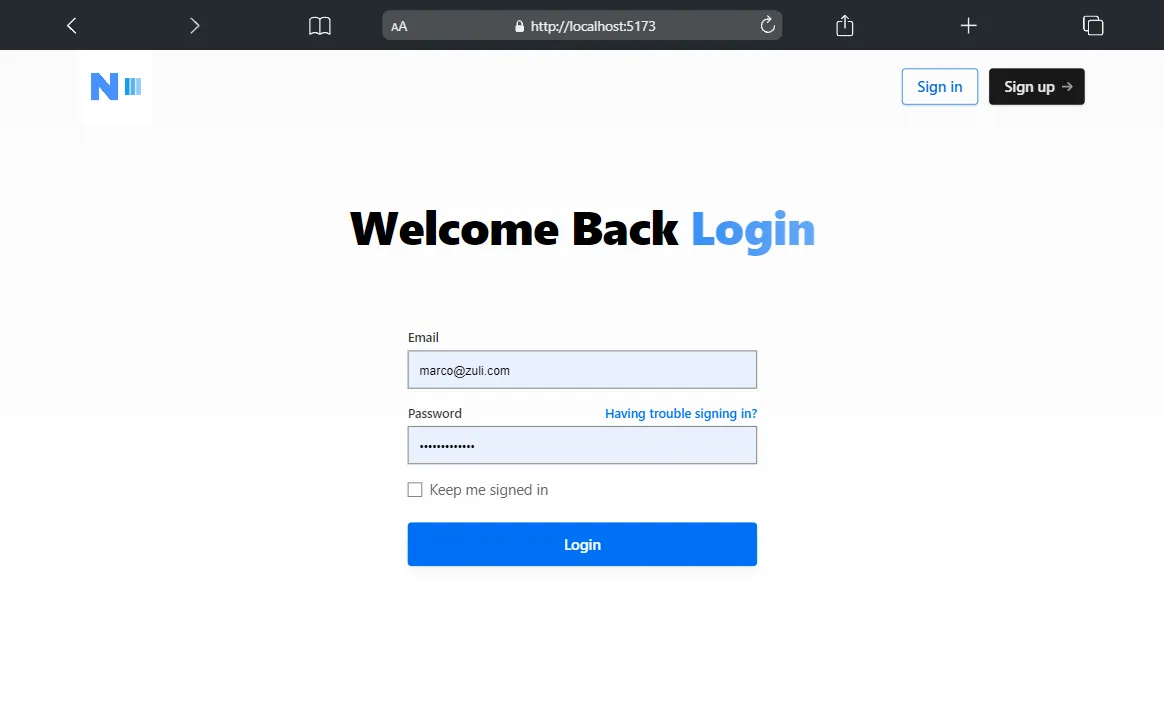 AA http://localhost:5173
N
Sign in Sign up →
Welcome Back Login
Email
marco@zuli.com
Password Having trouble signing in?
•••••••••••••
Keep me signed in
Login